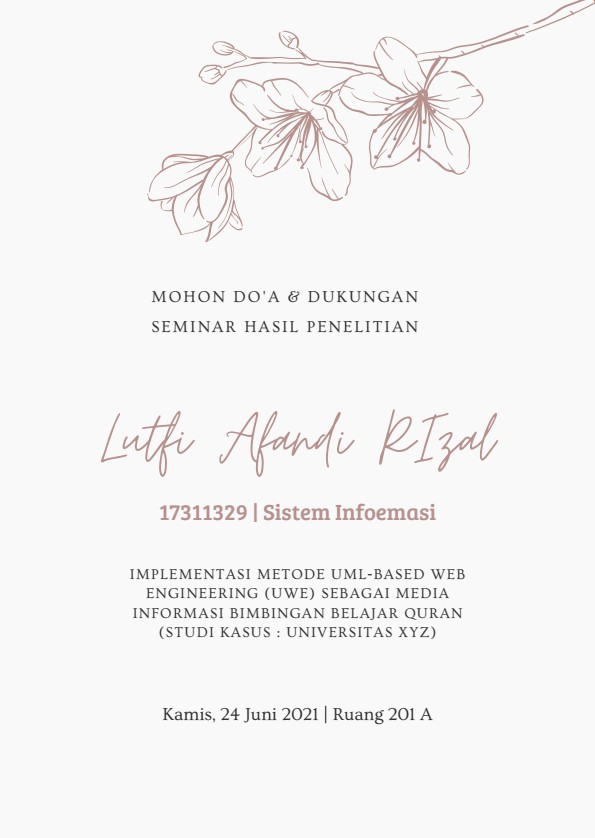 MOHON DO'A & DUKUNGAN
SEMINAR HASIL PENELITIAN
Lutfi Afandi RIzal
17311329 | Sistem Infoemasi
IMPLEMENTASI METODE UML-BASED WEB
ENGINEERING (UWE) SEBAGAI MEDIA
INFORMASI BIMBINGAN BELAJAR QURAN
(STUDI KASUS : UNIVERSITAS XYZ)
Kamis, 24 Juni 2021 | Ruang 201 A